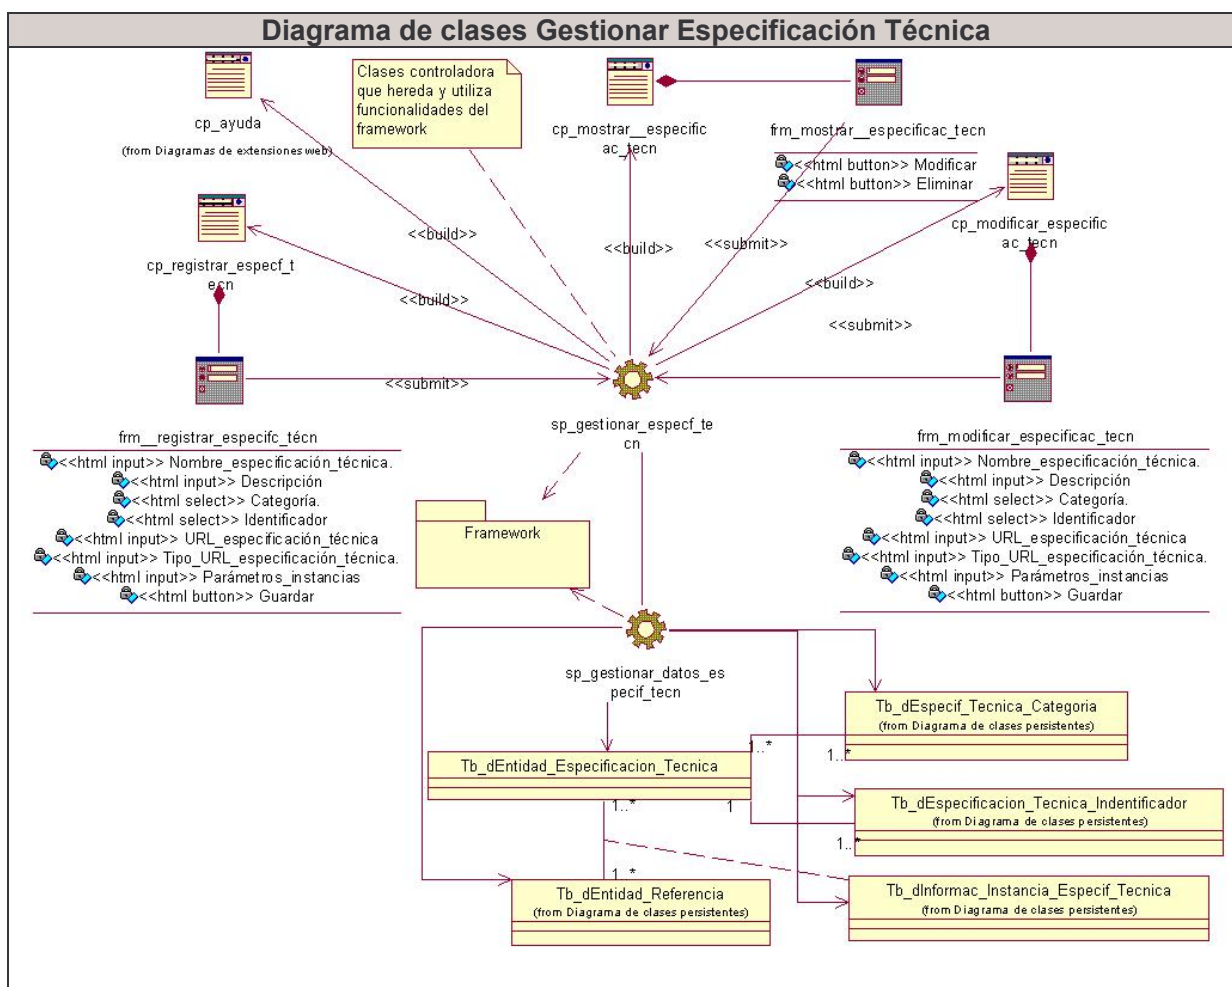 Diagrama de clases Gestionar Especificación Técnica
cp_ayuda
(from Diagramas de extensiones web)
Clases controladora
que hereda y utiliza
funcionalidades del
framework
cp_mostrar__especific
ac_tecn
frm_mostrar__especificac_tecn
<<html button>> Modificar
<<html button>> Eliminar
cp_modificar_especific
ac_tecn
cp_registrar_especf_t
ecn
<<build>>
<<build>>
<<submit>>
<<build>>
<<build>>
<<submit>>
<<submit>>
sp_gestionar_especf_te
cn
frm__registrar_especifc_técn
<<html input>> Nombre_especificación_técnica.
<<html input>> Descripción
<<html select>> Categoría.
<<html select>> Identificador
<<html input>> URL_especificación_técnica
<<html input>> Tipo_URL_especificación_técnica.
<<html input>> Parámetros_instancias
<<html button>> Guardar
frm_modificar_especificac_tecn
<<html input>> Nombre_especificación_técnica.
<<html input>> Descripción
<<html select>> Categoría.
<<html select>> Identificador
<<html input>> URL_especificación_técnica
<<html input>> Tipo_URL_especificación_técnica.
<<html input>> Parámetros_instancias
<<html button>> Guardar
Framework
sp_gestionar_datos_es
pecif_tecn
Tb_dEspecif_Tecnica_Categoria
(from Diagrama de clases persistentes)
1..*
1..*
Tb_dEntidad_Especificacion_Tecnica
1..*
1
Tb_dEspecificacion_Tecnica_Indentificador
(from Diagrama de clases persistentes)
1..*
1..*
Tb_dEntidad_Referencia
(from Diagrama de clases persistentes)
Tb_dInformac_Instancia_Especif_Tecnica
(from Diagrama de clases persistentes)